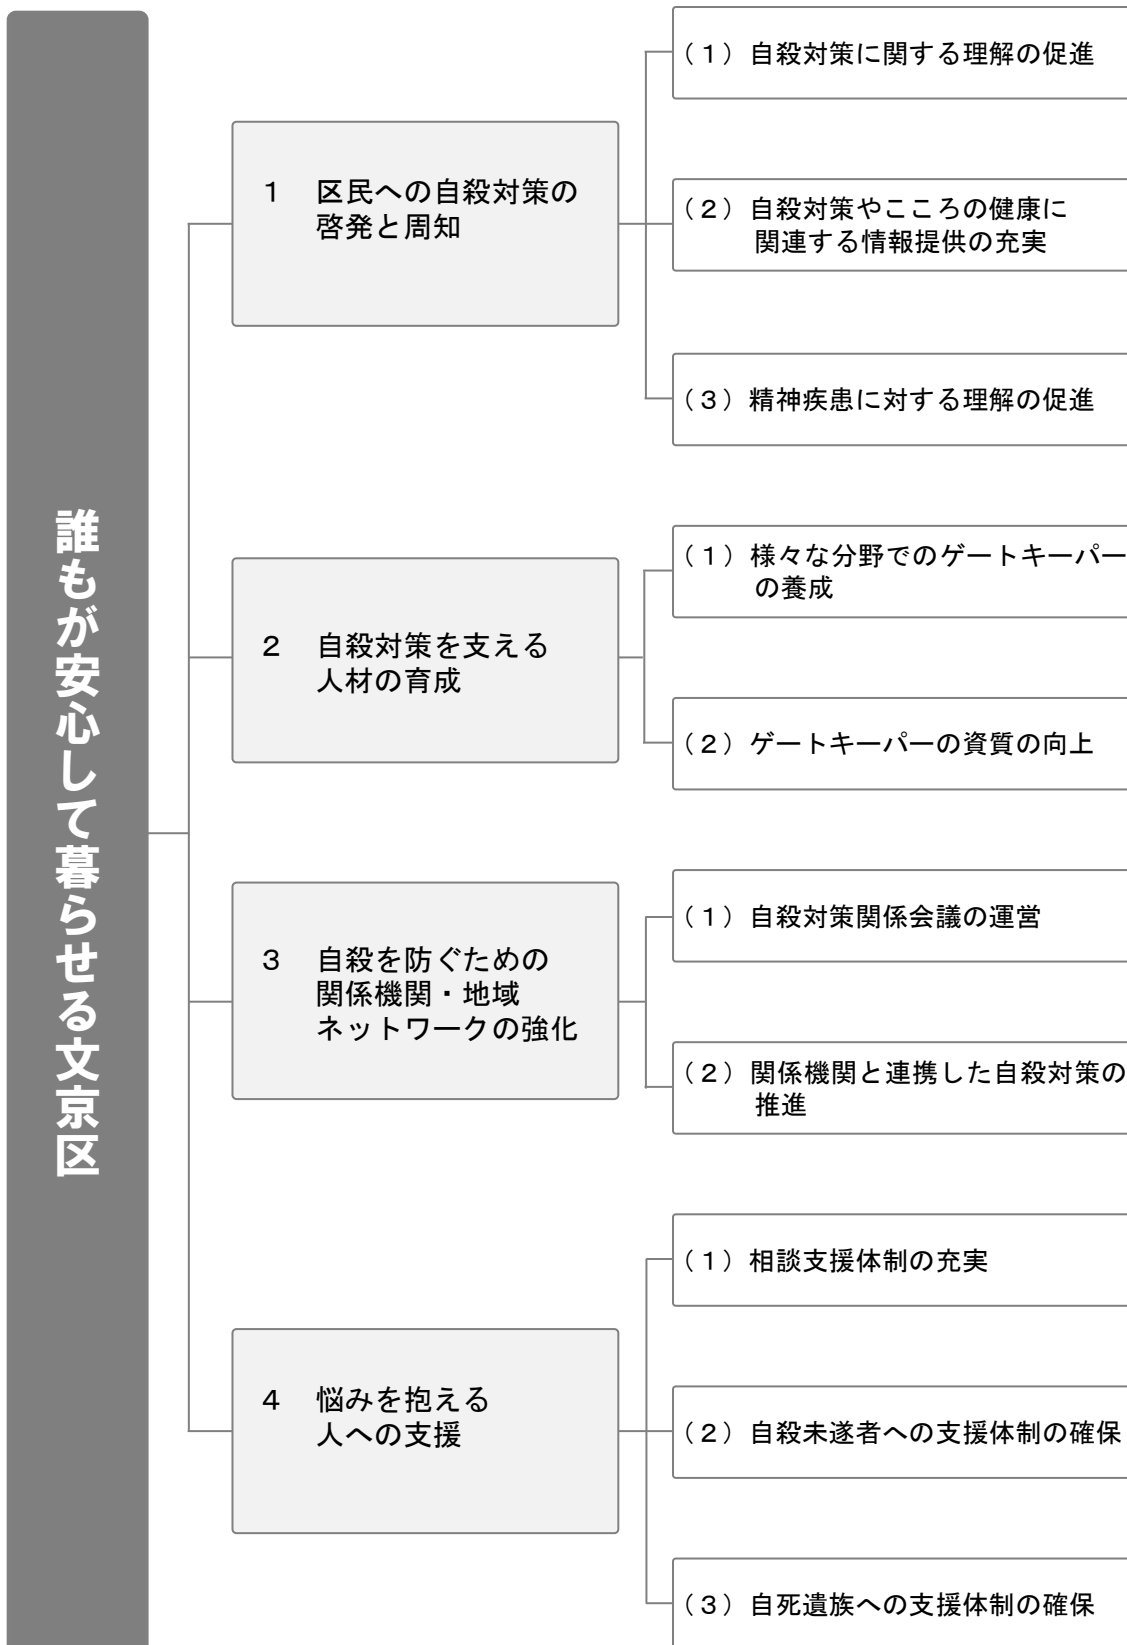 誰もが安心して暮らせる文京区
1　区民への自殺対策の
啓発と周知
（1）自殺対策に関する理解の促進
（2）自殺対策やこころの健康に
関連する情報提供の充実
（3）精神疾患に対する理解の促進
2　自殺対策を支える
人材の育成
（1）様々な分野でのゲートキーパー
の養成
（2）ゲートキーパーの資質の向上
3　自殺を防ぐための
関係機関・地域
ネットワークの強化
（1）自殺対策関係会議の運営
（2）関係機関と連携した自殺対策の
推進
4　悩みを抱える
人への支援
（1）相談支援体制の充実
（2）自殺未遂者への支援体制の確保
（3）自死遺族への支援体制の確保